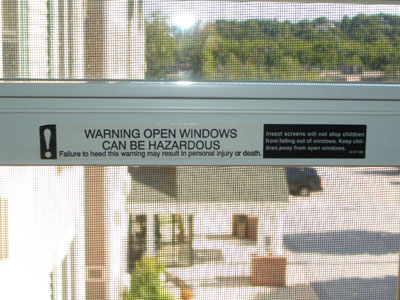 WARNING OPEN WINDOWS
CAN BE HAZARDOUS
Failure to heed this warning may result in personal injury or death.
Insect screens will not stop children
from falling out of windows. Keep chil-
dren away from open windows.